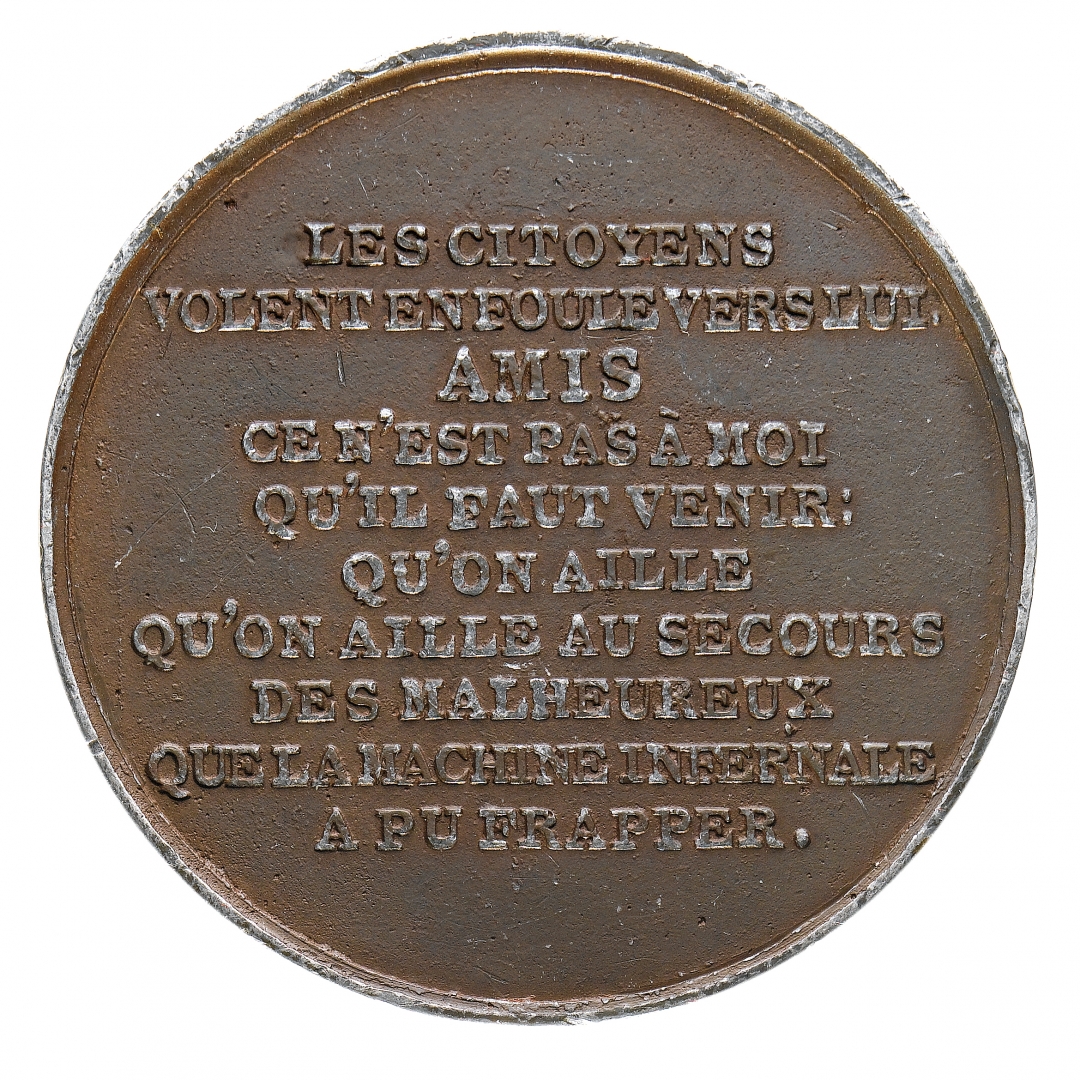 LES CITOYENS
VOLENT EN FOULE VERS LUI.
AMIS
CE N'EST PAS À MOI
QU'IL FAUT VENIR:
QU'ON AILLE
QU'ON AILLE AU SECOURS
DES MALHEUREUX
QUE LA MACHINE INFERNALE
A PU FRAPPER.